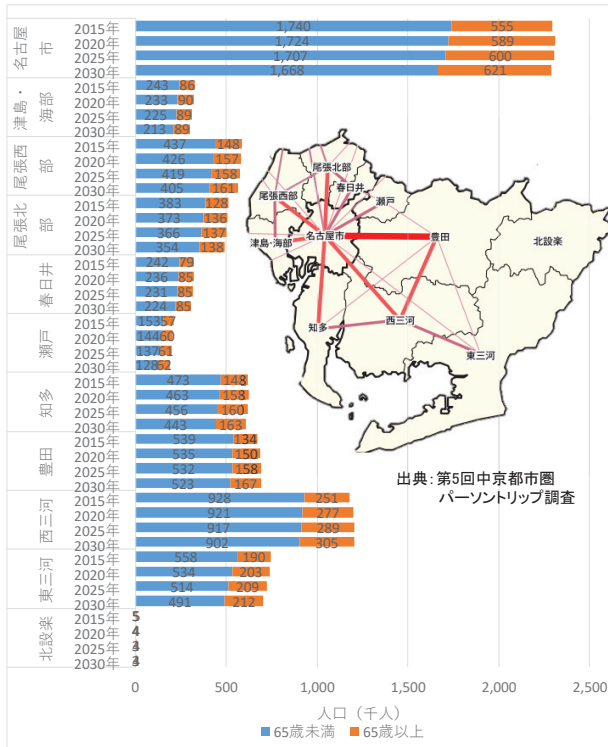 名古屋市
2015年 1,740 555
2020年 1,724 589
2025年 1,707 600
2030年 1,668 621
津島・海部
2015年 243 86
2020年 233 90
2025年 225 89
2030年 213 89
尾張西部
2015年 437 148
2020年 426 157
2025年 419 158
2030年 405 161
尾張北部
2015年 383 128
2020年 373 136
2025年 366 137
2030年 354 138
春日井
2015年 242 79
2020年 236 85
2025年 231 85
2030年 224 85
瀬戸
2015年 153 57
2020年 144 60
2025年 137 61
2030年 128 62
知多
2015年 473 148
2020年 463 158
2025年 456 160
2030年 443 163
豊田
2015年 539 134
2020年 535 150
2025年 532 158
2030年 523 167
西三河
2015年 928 251
2020年 921 277
2025年 917 289
2030年 902 305
東三河
2015年 558 190
2020年 534 203
2025年 514 209
2030年 491 212
北設楽
2015年
2020年
2025年
2030年
0 500 1,000 1,500 2,000 2,500
人口（千人）
65歳未満 65歳以上
尾張北部
春日井
尾張西部
瀬戸
名古屋市
津島・海部
豊田
北設楽
知多
西三河
東三河
出典：第5回中京都市圏
パーソントリップ調査